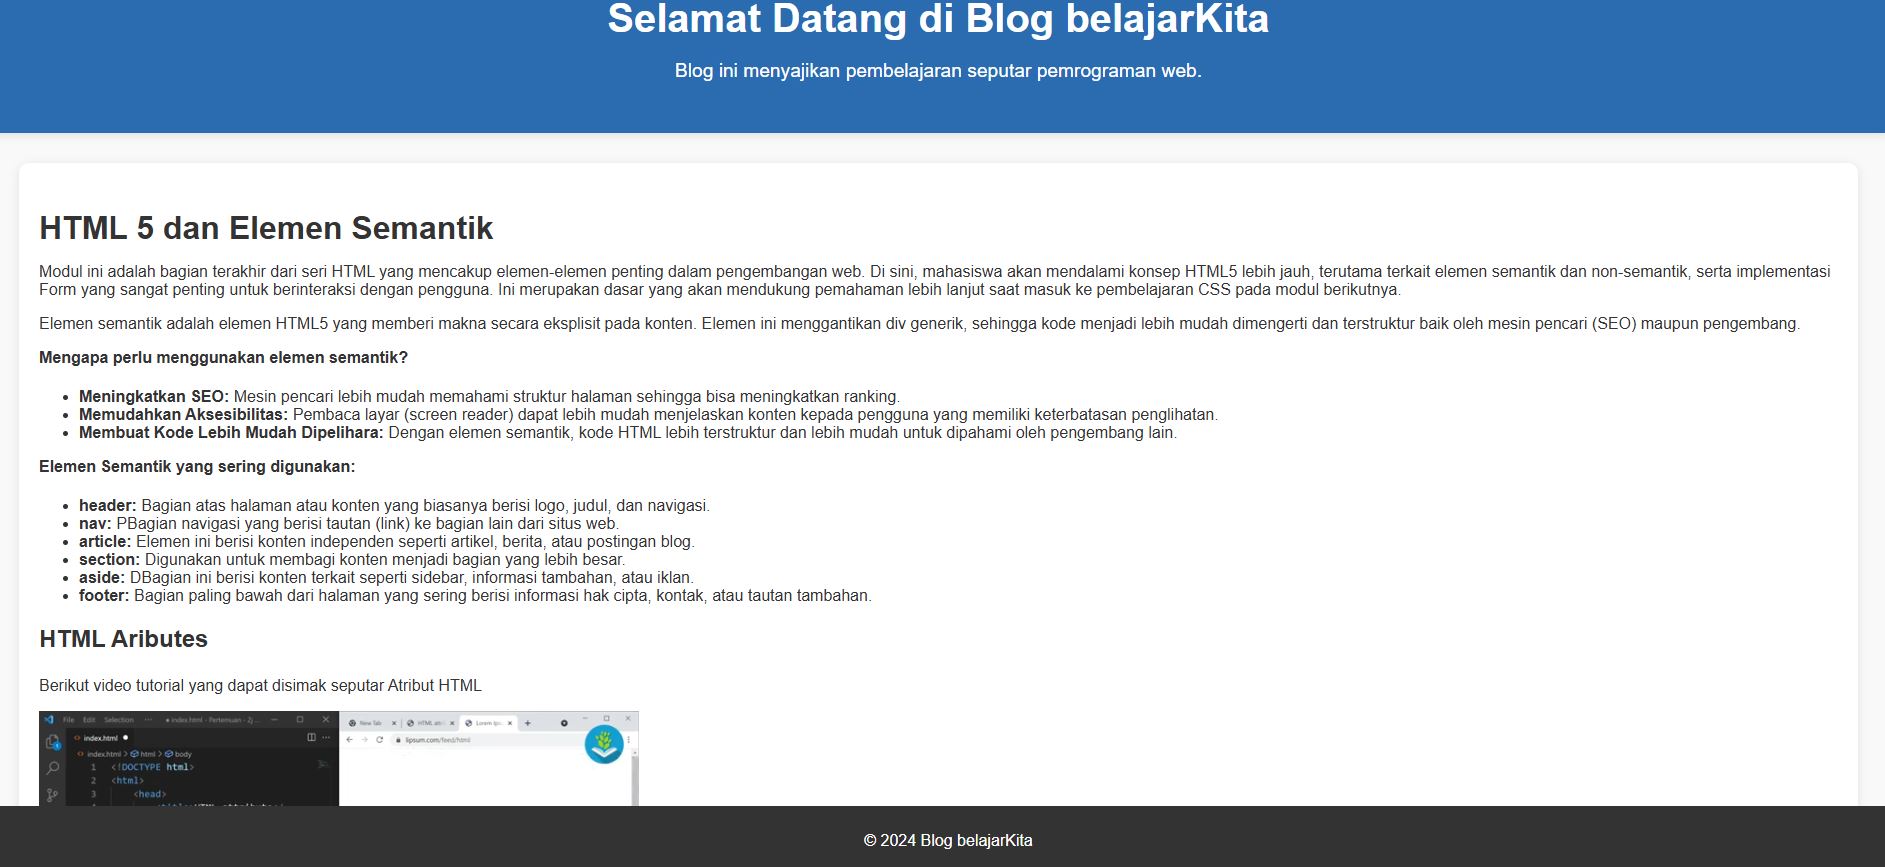 Selamat Datang di Blog belajarKita
Blog ini menyajikan pembelajaran seputar pemrograman web.
HTML 5 dan Elemen Semantik
Modul ini adalah bagian terakhir dari seri HTML yang mencakup elemen-elemen penting dalam pengembangan web. Di sini, mahasiswa akan mendalami konsep HTML5 lebih jauh, terutama terkait elemen semantik dan non-semantik, serta implementasi
Form yang sangat penting untuk berinteraksi dengan pengguna. Ini merupakan dasar yang akan mendukung pemahaman lebih lanjut saat masuk ke pembelajaran CSS pada modul berikutnya.
Elemen semantik adalah elemen HTML5 yang memberi makna secara eksplisit pada konten. Elemen ini menggantikan div generik, sehingga kode menjadi lebih mudah dimengerti dan terstruktur baik oleh mesin pencari (SEO) maupun pengembang.
Mengapa perlu menggunakan elemen semantik?
• Meningkatkan SEO: Mesin pencari lebih mudah memahami struktur halaman sehingga bisa meningkatkan ranking.
• Memudahkan Aksesibilitas: Pembaca layar (screen reader) dapat lebih mudah menjelaskan konten kepada pengguna yang memiliki keterbatasan penglihatan.
• Membuat Kode Lebih Mudah Dipelihara: Dengan elemen semantik, kode HTML lebih terstruktur dan lebih mudah untuk dipahami oleh pengembang lain.
Elemen Semantik yang sering digunakan:
• header: Bagian atas halaman atau konten yang biasanya berisi logo, judul, dan navigasi.
• nav: PBagian navigasi yang berisi tautan (link) ke bagian lain dari situs web.
• article: Elemen ini berisi konten independen seperti artikel, berita, atau postingan blog.
• section: Digunakan untuk membagi konten menjadi bagian yang lebih besar.
• aside: DBagian ini berisi konten terkait seperti sidebar, informasi tambahan, atau iklan.
• footer: Bagian paling bawah dari halaman yang sering berisi informasi hak cipta, kontak, atau tautan tambahan.
HTML Aributes
Berikut video tutorial yang dapat disimak seputar Atribut HTML
File Edit Selection ··· ● index.html - Pertemuan - 2j ...
New Tab HTML at Lorem Ips
index.html ●
lipsum.com/feed/html
index.html > html > body
1 <!DOCTYPE html>
2 <html>
3 <head>
© 2024 Blog belajarKita